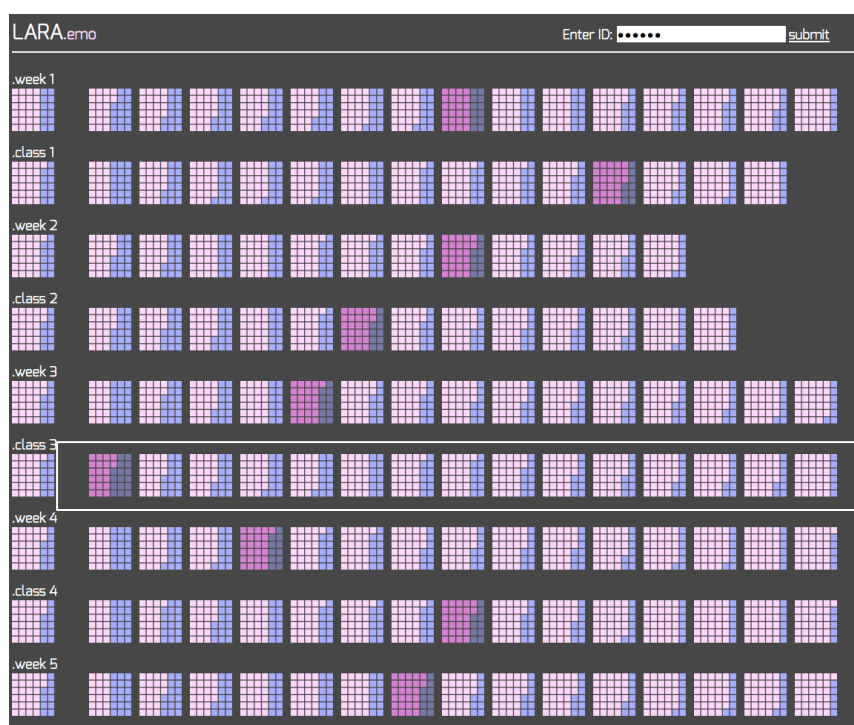 LARA.emo
Enter ID: •••••• submit
.week 1
.class 1
.week 2
.class 2
.week 3
.class 3
.week 4
.class 4
.week 5